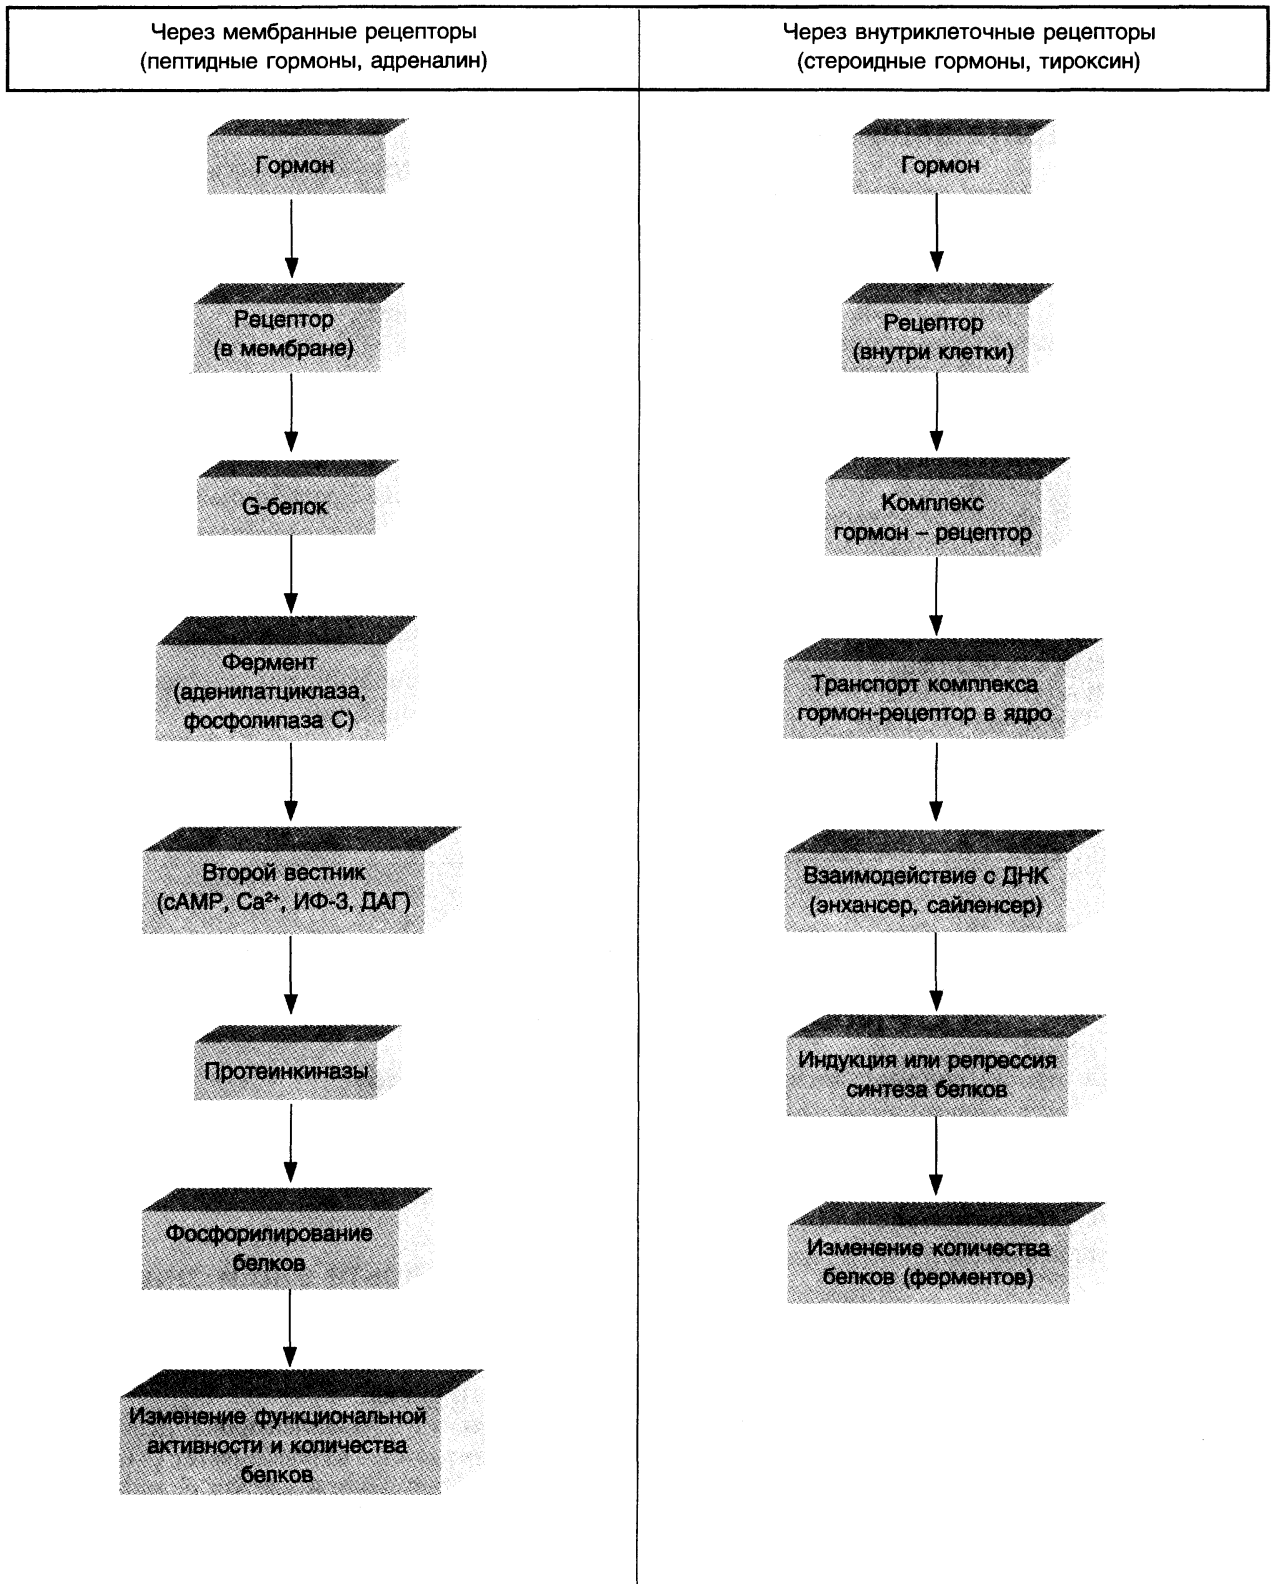 Через мембранные рецепторы
(пептидные гормоны, адреналин)
Гормон
Рецептор
(в мембране)
G-белок
Фермент
(аденилатциклаза,
фосфолипаза С)
Второй вестник
(сАМР, Са²⁺, ИФ-3, ДАГ)
Протеинкиназы
Фосфорилирование
белков
Изменение функциональной
активности и количества
белков
Через внутриклеточные рецепторы
(стероидные гормоны, тироксин)
Гормон
Рецептор
(внутри клетки)
Комплекс
гормон – рецептор
Транспорт комплекса
гормон-рецептор в ядро
Взаимодействие с ДНК
(энхансер, сайленсер)
Индукция или репрессия
синтеза белков
Изменение количества
белков (ферментов)